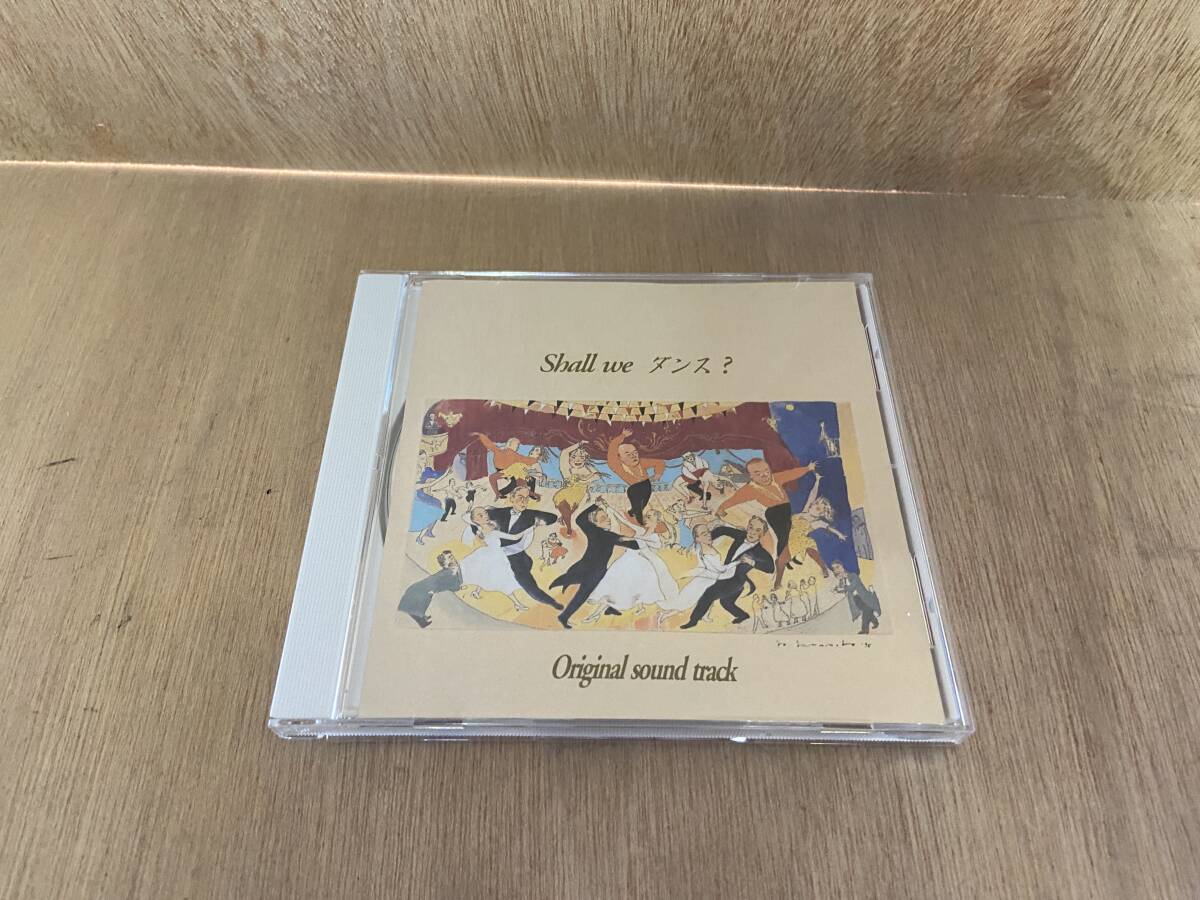 Shall we ダンス?
Original sound track